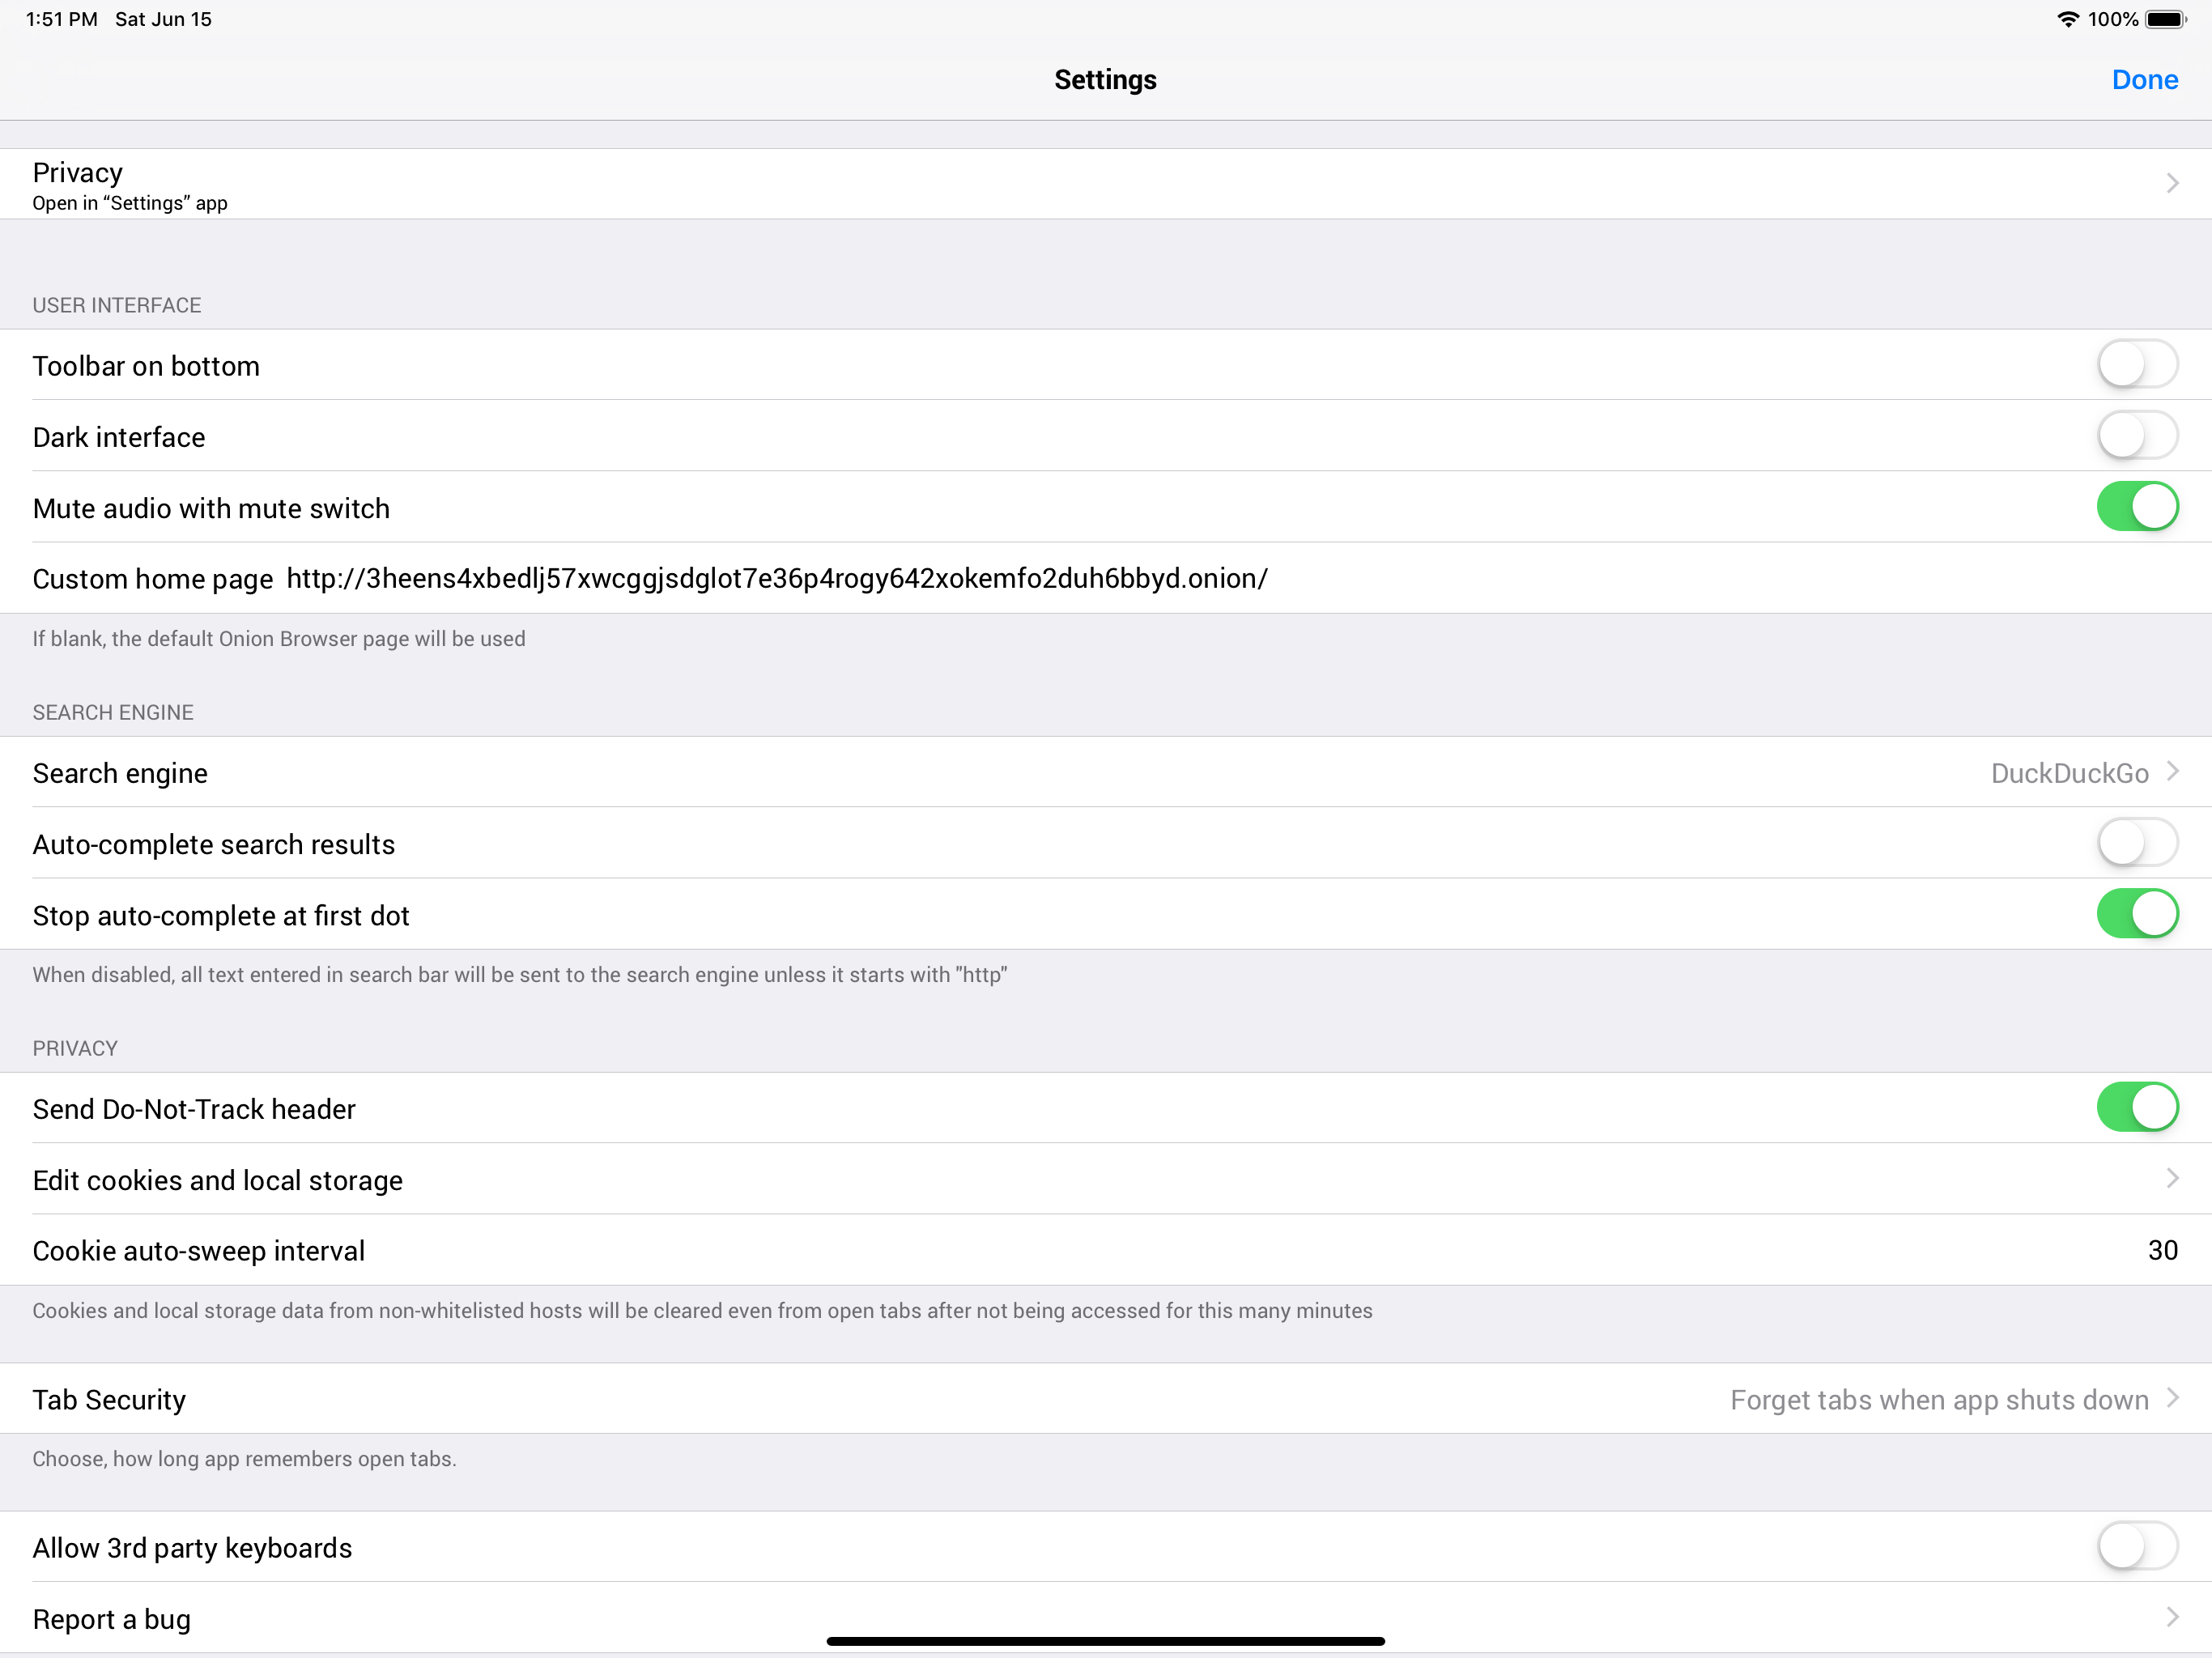 1:51 PM Sat Jun 15
100%
Settings
Done
Privacy
Open in “Settings” app
USER INTERFACE
Toolbar on bottom
Dark interface
Mute audio with mute switch
Custom home page http://3heens4xbedlj57xwcggjsdglot7e36p4rogy642xokemfo2duh6bbyd.onion/
If blank, the default Onion Browser page will be used
SEARCH ENGINE
Search engine DuckDuckGo
Auto-complete search results
Stop auto-complete at first dot
When disabled, all text entered in search bar will be sent to the search engine unless it starts with "http"
PRIVACY
Send Do-Not-Track header
Edit cookies and local storage
Cookie auto-sweep interval 30
Cookies and local storage data from non-whitelisted hosts will be cleared even from open tabs after not being accessed for this many minutes
Tab Security Forget tabs when app shuts down
Choose, how long app remembers open tabs.
Allow 3rd party keyboards
Report a bug